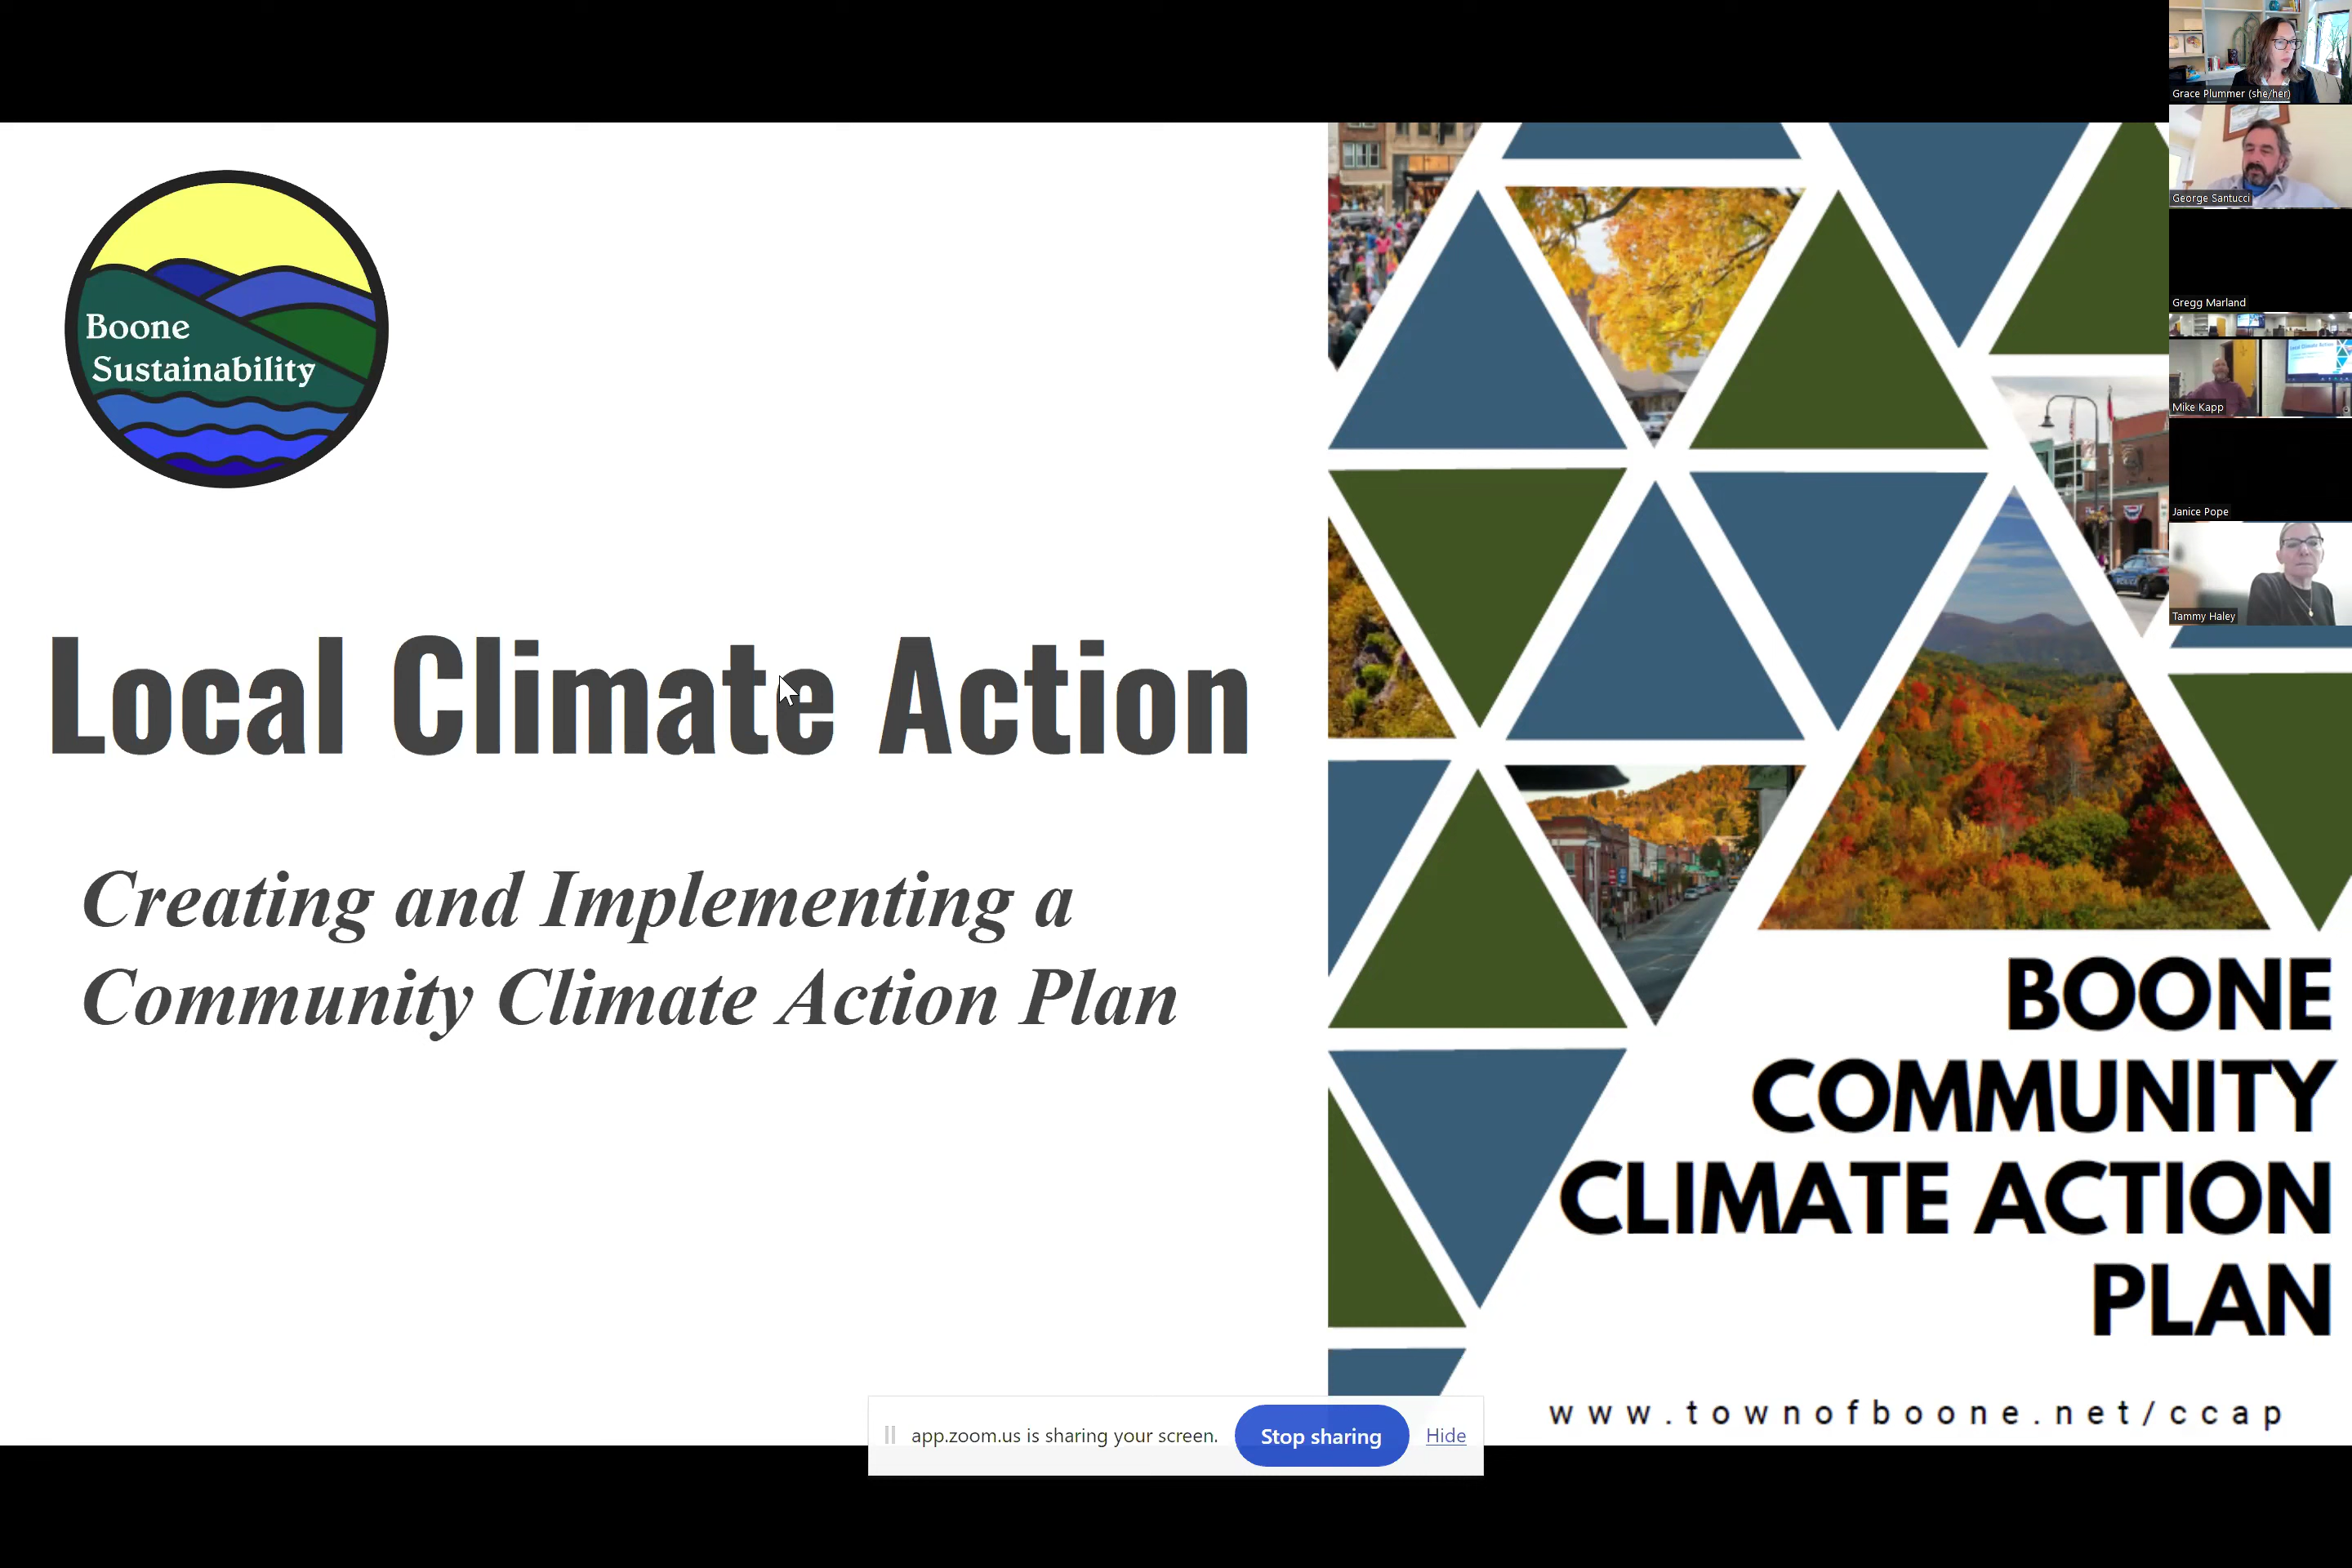 Boone
Sustainability
Local Climate Action
Creating and Implementing a
Community Climate Action Plan
BOONE
COMMUNITY
CLIMATE ACTION
PLAN
www.townofboone.net/ccap
app.zoom.us is sharing your screen.
Stop sharing
Hide
Grace Plummer (she/her)
George Santucci
Gregg Marland
Mike Kapp
Janice Pope
Tammy Haley